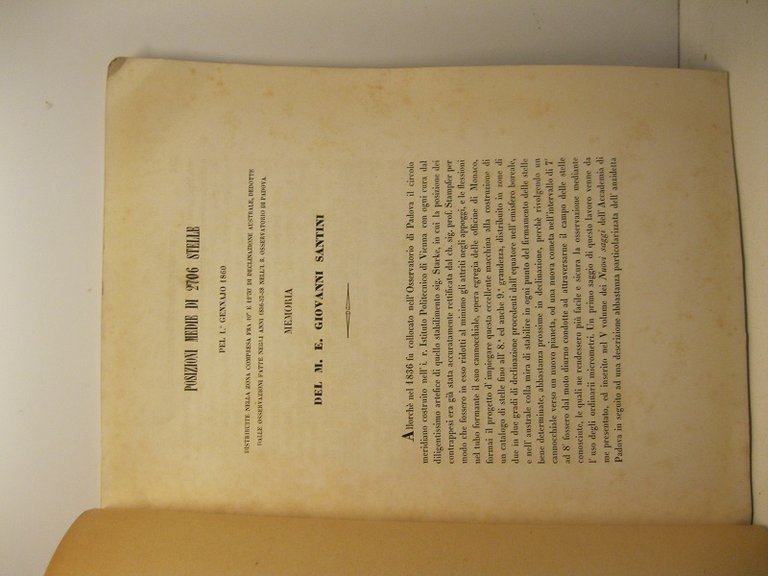 POSIZIONI MEDIE DI 2706 STELLE
PEL 1.° GENNAJO 1860
DISTRIBUITE NELLA ZONA COMPRESA FRA 10° E 12°30' DI DECLINAZIONE AUSTRALE, DEDOTTE
DALLE OSSERVAZIONI FATTE NEGLI ANNI 1856-57-58 NELL'I. R. OSSERVATORIO DI PADOVA.
MEMORIA
DEL M. E. GIOVANNI SANTINI
Allorchè nel 1836 fu collocato nell'Osservatorio di Padova il circolo
meridiano costruito nell'i. r. Istituto Politecnico di Vienna con ogni cura dal
diligentissimo artefice di quello stabilimento sig. Starke, in cui la posizione dei
contrappesi era già stata accuratamente rettificata dal ch. sig. prof. Stampfer per
modo che fossero in esso ridotti al minimo gli attriti negli appoggi, e le flessioni
nel tubo formante il suo cannocchiale, opera egregia delle officine di Monaco,
formai il progetto d'impiegare questa eccellente macchina alla costruzione di
un catalogo di stelle fino all'8.ª ed anche 9.ª grandezza, distribuito in zone di
due in due gradi di declinazione procedenti dall'equatore nell'emisfero boreale,
e nell'australe colla mira di stabilire in ogni punto del firmamento delle stelle
bene determinate, abbastanza prossime in declinazione, perchè rivolgendo un
cannocchiale verso un nuovo pianeta, od una nuova cometa nell'intervallo di 7'
ad 8' fossero dal moto diurno condotte ad attraversarne il campo delle stelle
conosciute, le quali ne rendessero più facile e sicura la osservazione mediante
l'uso degli ordinarii micrometri. Un primo saggio di questo lavoro venne da
me presentato, ed inserito nel V volume dei Nuovi saggi dell'Accademia di
Padova in seguito ad una descrizione abbastanza particolarizzata dell'anzidetta